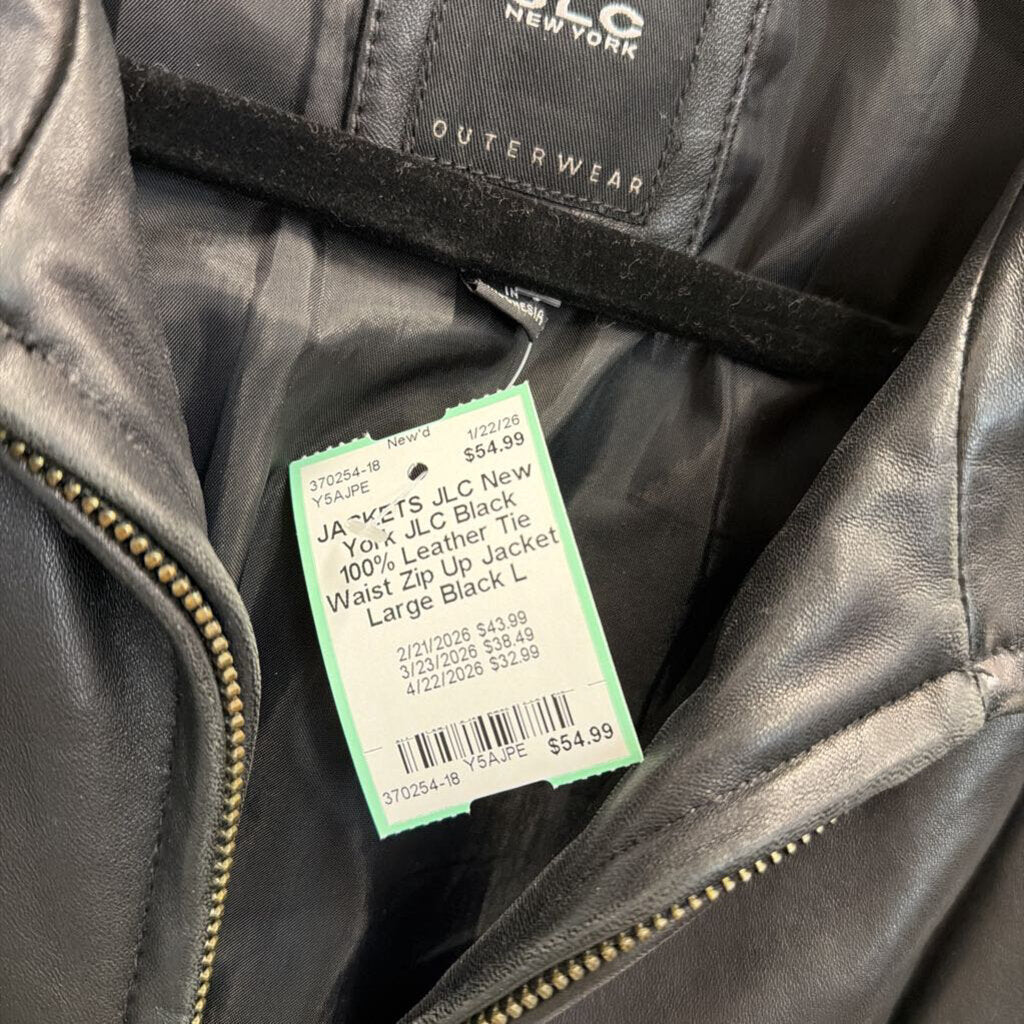 NEW YORK
OUTERWEAR
IN
New'd
1/22/26
370254-18
$54.99
Y5AJPE
JACKETS JLC New
York JLC Black
100% Leather Tie
Waist Zip Up Jacket
Large Black L
2/21/2026 $43.99
3/23/2026 $38.49
4/22/2026 $32.99
370254-18 Y5AJPE $54.99